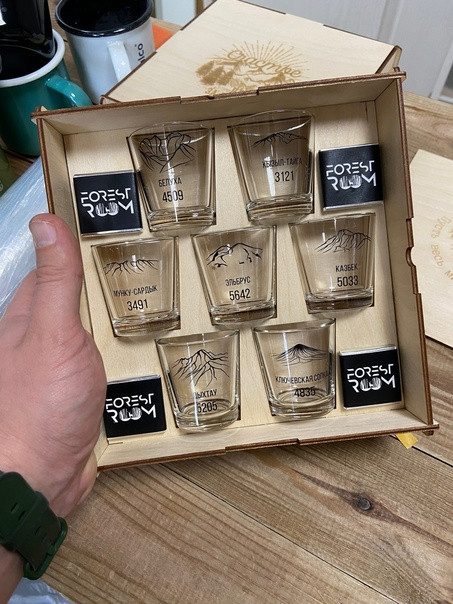 БЕЛУХА
4509
КЫЗЫЛ-ТАЙГА
3121
FOREST
ROOM
FOREST
ROOM
МУНКУ-САРДЫК
3491
ЭЛЬБРУС
5642
КАЗБЕК
5033
FOREST
ROOM
ДЫХТАУ
5205
КЛЮЧЕВСКАЯ СОПКА
4835
FOREST
ROOM